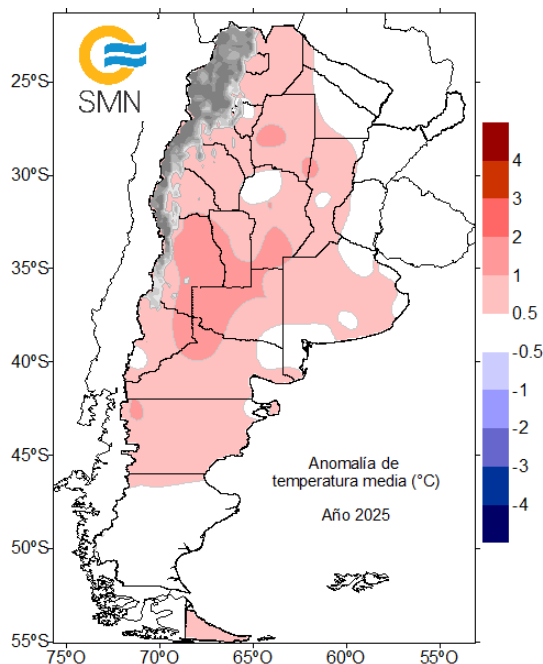 SMN
25ºS
30ºS
35ºS
40ºS
45ºS
50ºS
55ºS
75ºO
70ºO
65ºO
60ºO
55ºO
4
3
2
1
0.5
-0.5
-1
-2
-3
-4
Anomalía de
temperatura media (°C)
Año 2025